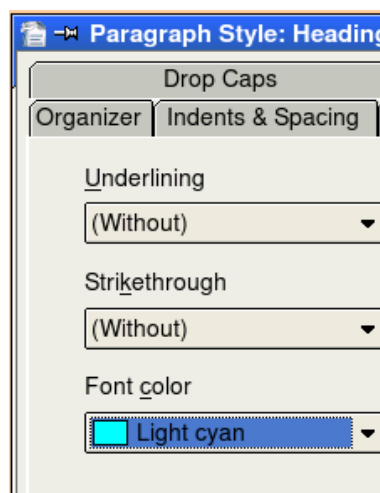 Paragraph Style: Heading
Drop Caps
Organizer Indents & Spacing
Underlining
(Without)
Strikethrough
(Without)
Font color
Light cyan